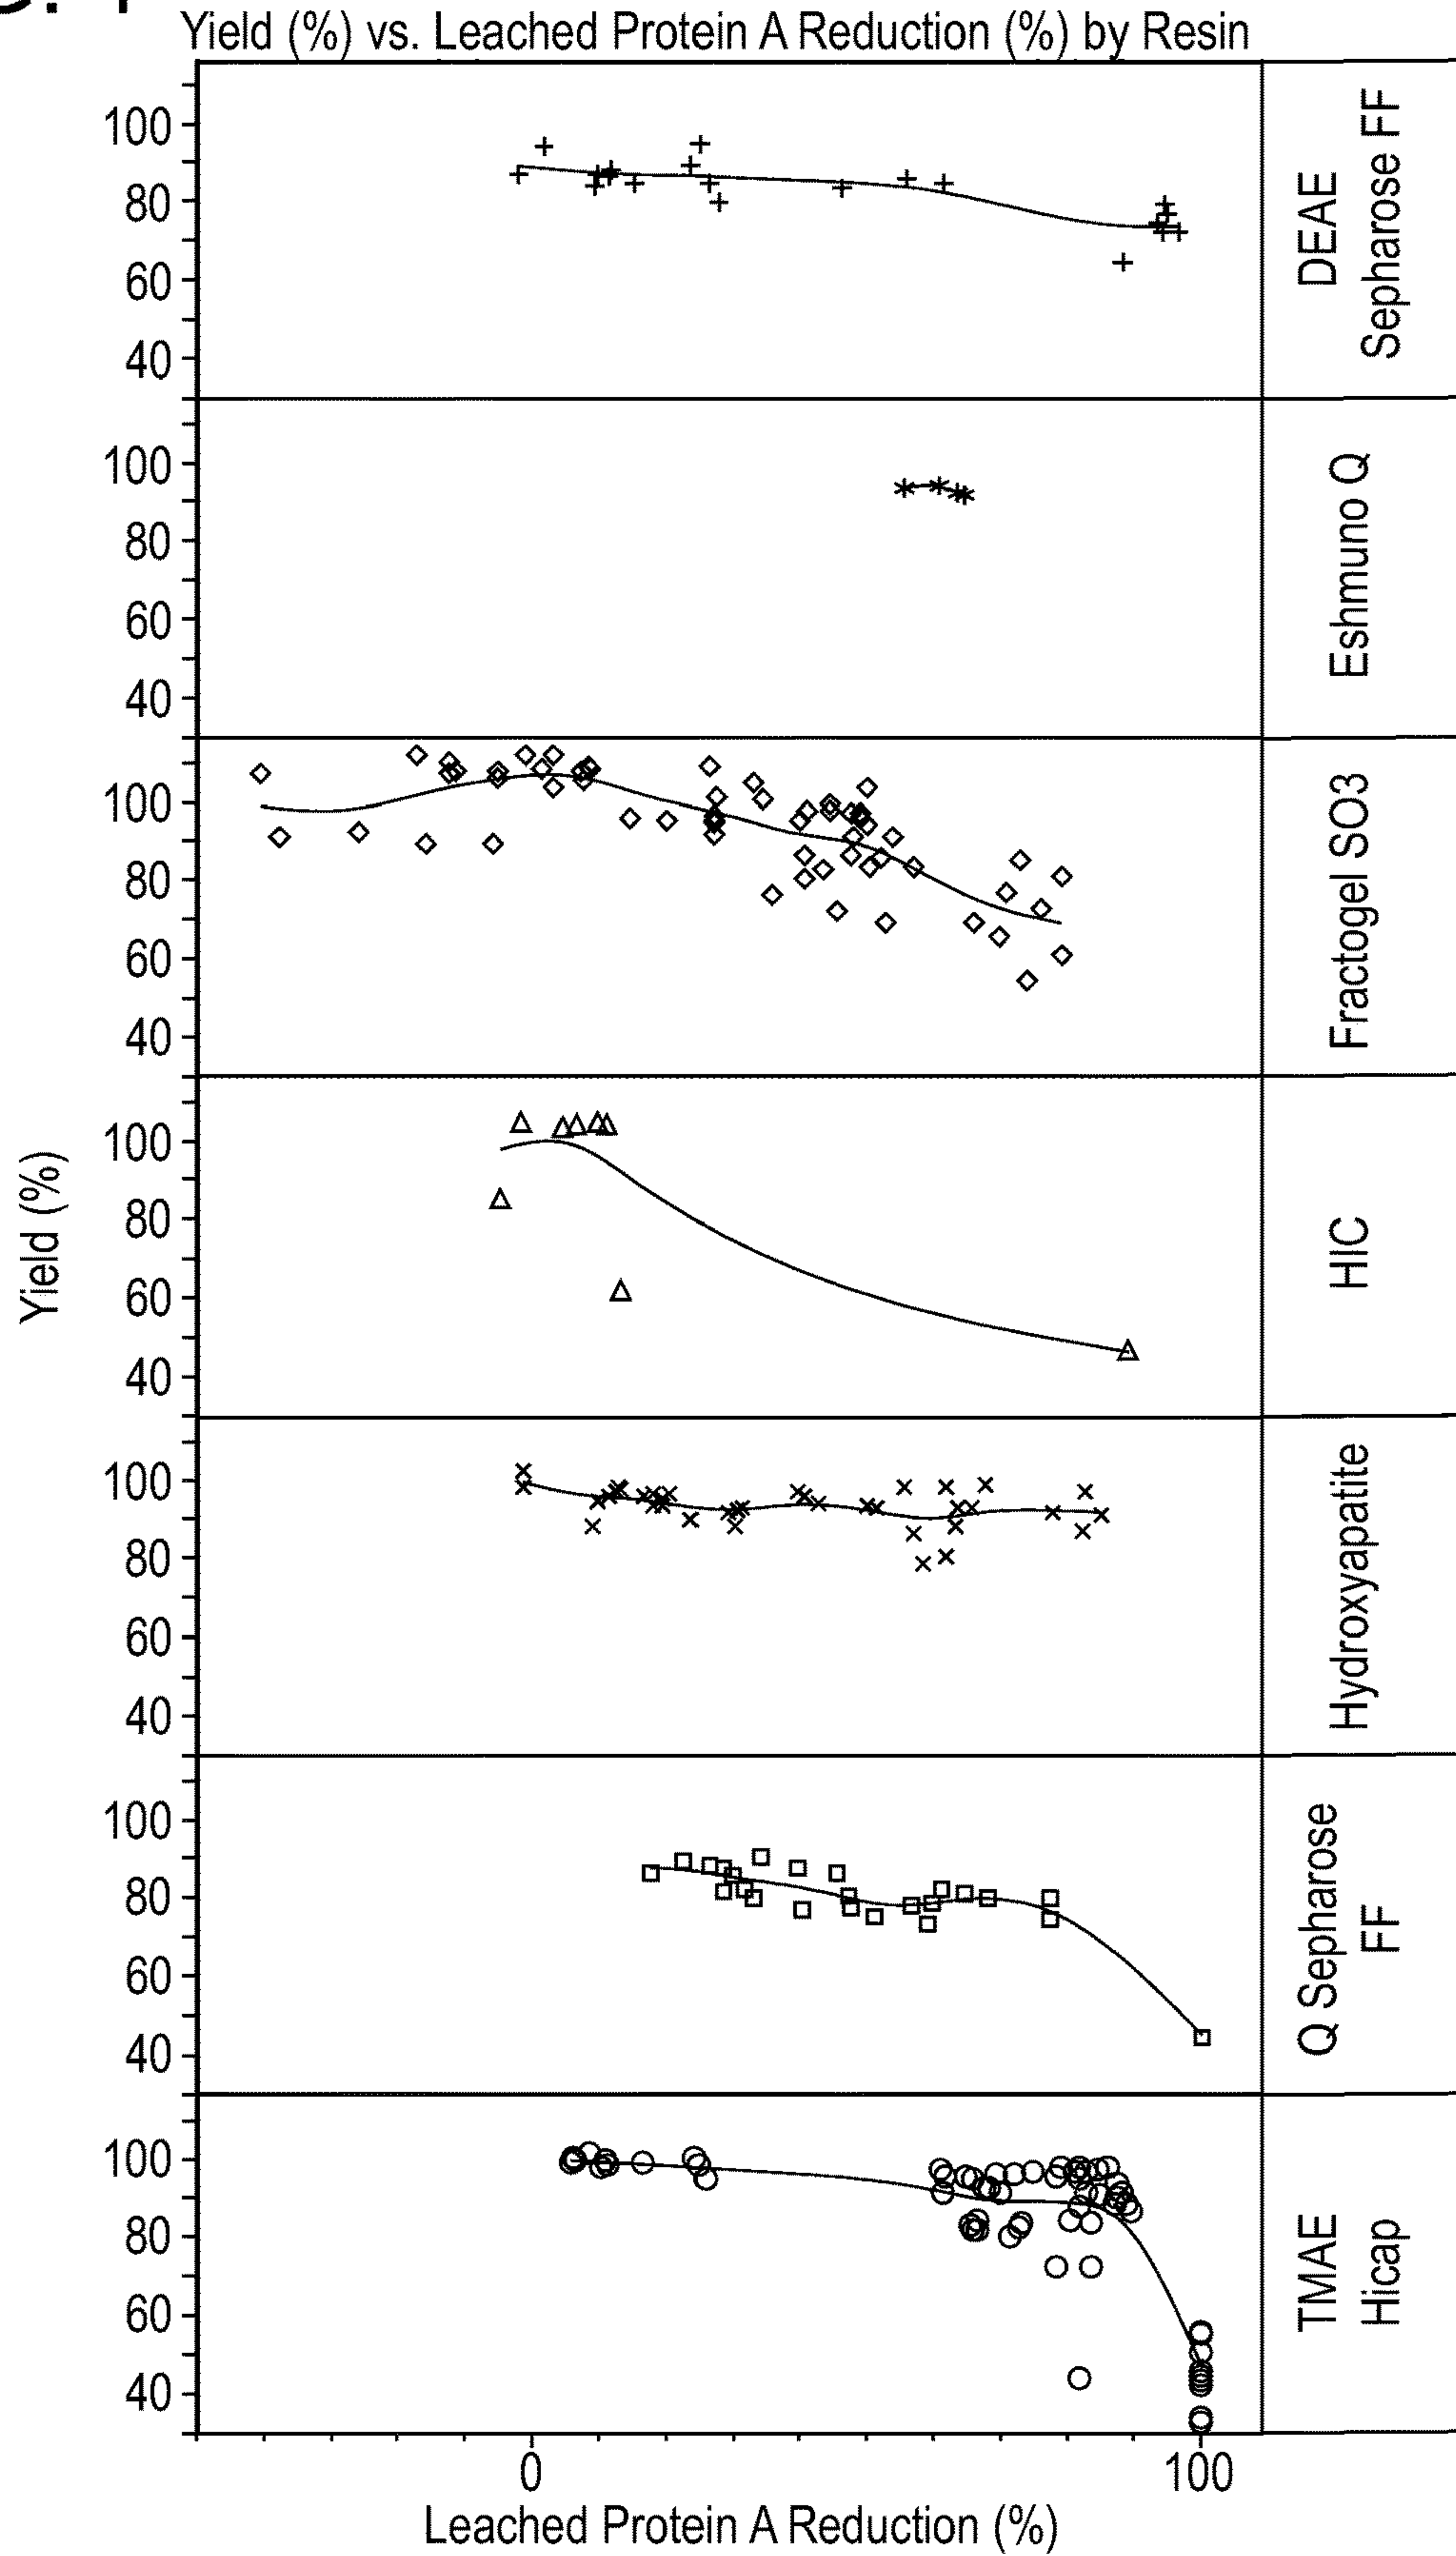 Yield (%) vs. Leached Protein A Reduction (%) by Resin
100
80
60
40
DEAE
Sepharose FF
100
80
60
40
Eshmuno Q
100
80
60
40
Fractogel SO3
Yield (%)
100
80
60
40
HIC
100
80
60
40
Hydroxyapatite
100
80
60
40
Q Sepharose
FF
100
80
60
40
TMAE
Hicap
0
100
Leached Protein A Reduction (%)